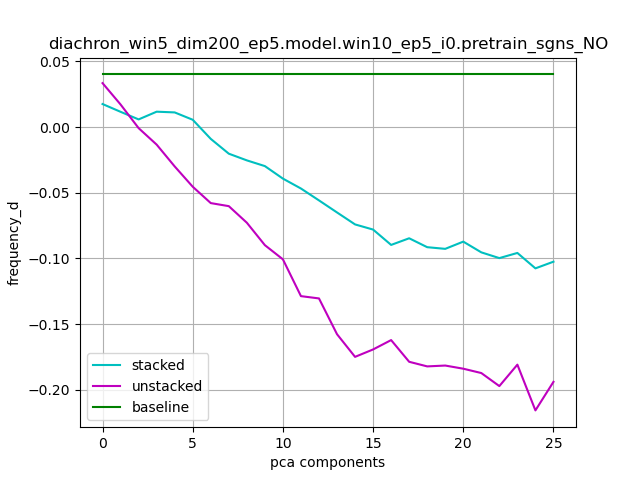 diachron_win5_dim200_ep5.model.win10_ep5_i0.pretrain_sgns_NO
0.05
0.00
−0.05
−0.10
−0.15
−0.20
frequency_d
stacked
unstacked
baseline
0 5 10 15 20 25
pca components